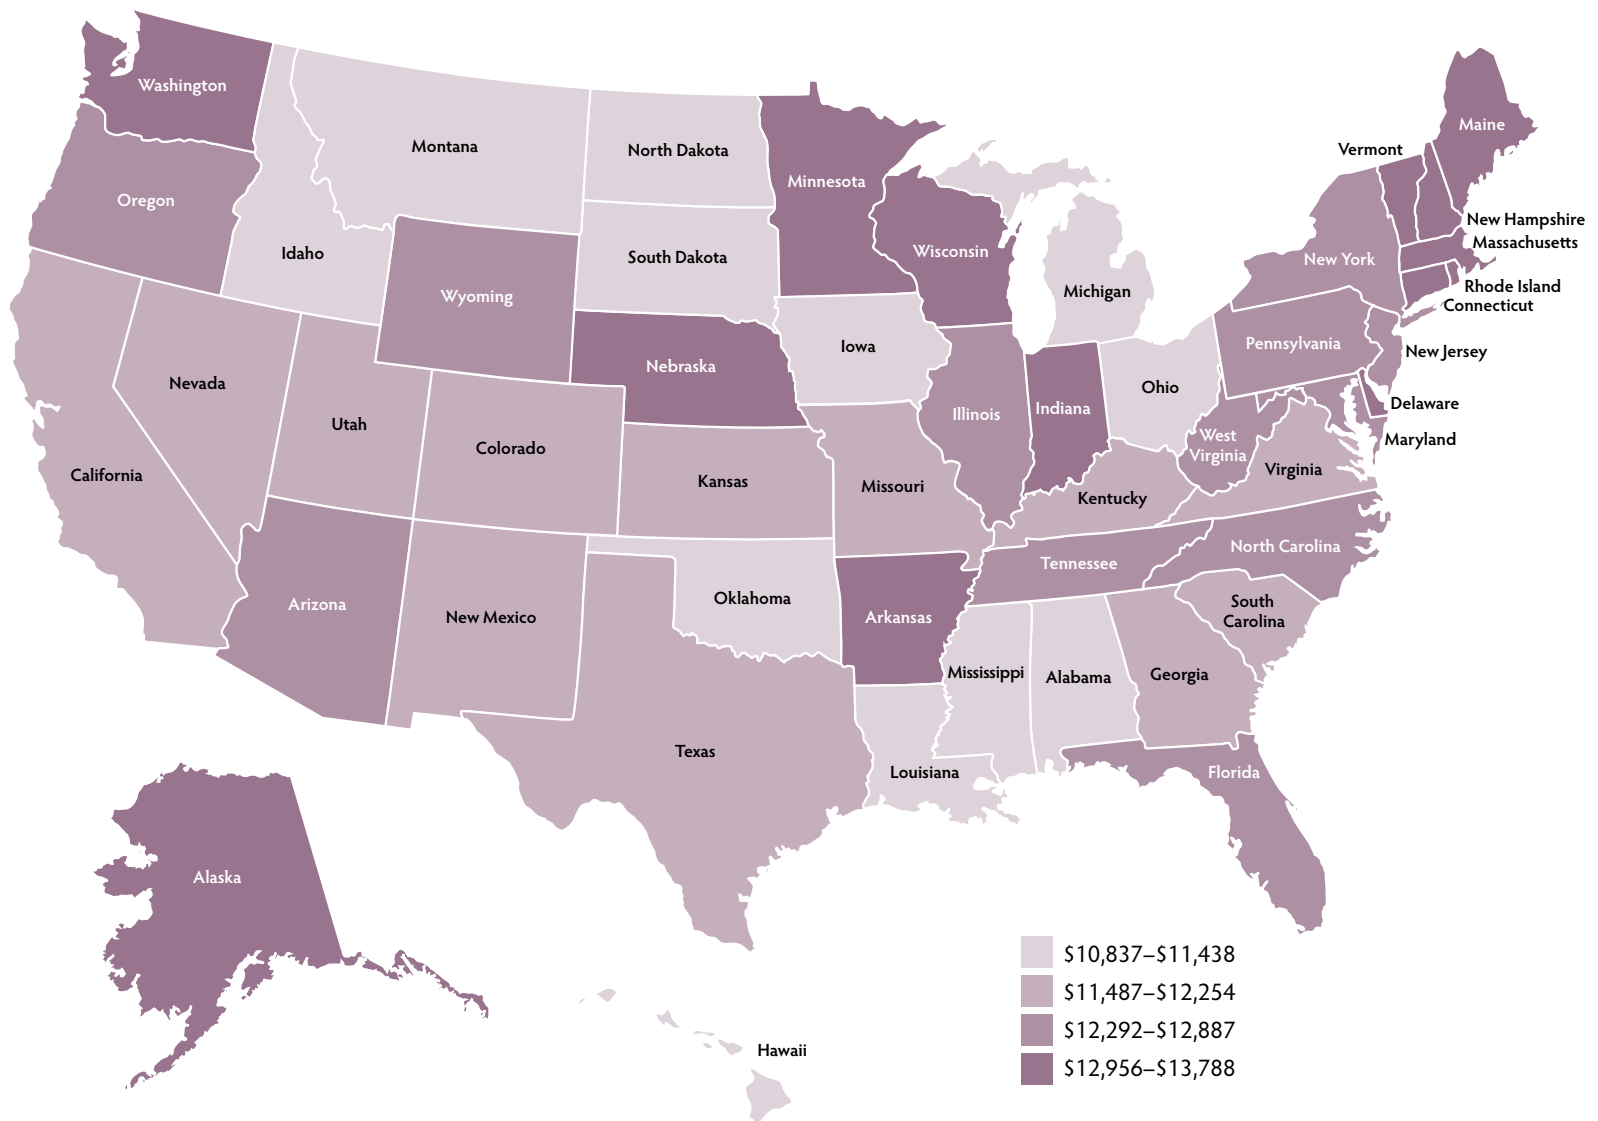 Washington
Montana
North Dakota
Minnesota
Maine
Vermont
Oregon
Idaho
South Dakota
Wisconsin
Michigan
New York
New Hampshire
Massachusetts
Rhode Island
Connecticut
Wyoming
Nebraska
Iowa
Pennsylvania
New Jersey
Nevada
Utah
Colorado
Illinois
Indiana
Ohio
Delaware
Maryland
California
Kansas
Missouri
Kentucky
West
Virginia
Virginia
Arizona
New Mexico
Oklahoma
Arkansas
Tennessee
North Carolina
South
Carolina
Texas
Louisiana
Mississippi
Alabama
Georgia
Florida
Alaska
Hawaii
$10,837–$11,438
$11,487–$12,254
$12,292–$12,887
$12,956–$13,788